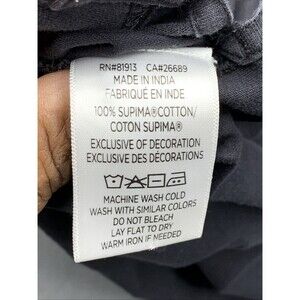 RN#81913 CA#26689
MADE IN INDIA
FABRIQUÉ EN INDE
100% SUPIMA®COTTON/
COTON SUPIMA®
EXCLUSIVE OF DECORATION
EXCLUSIVE DES DÉCORATIONS
MACHINE WASH COLD
WASH WITH SIMILAR COLORS
DO NOT BLEACH
LAY FLAT TO DRY
WARM IRON IF NEEDED